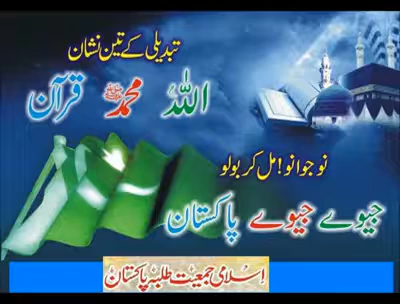 تبدیلی کے تین نشان
اللہ محمد ﷺ قرآن
نوجوانو! مل کر بولو
جیوے جیوے پاکستان
اسلامی جمعیت طلبہ پاکستان